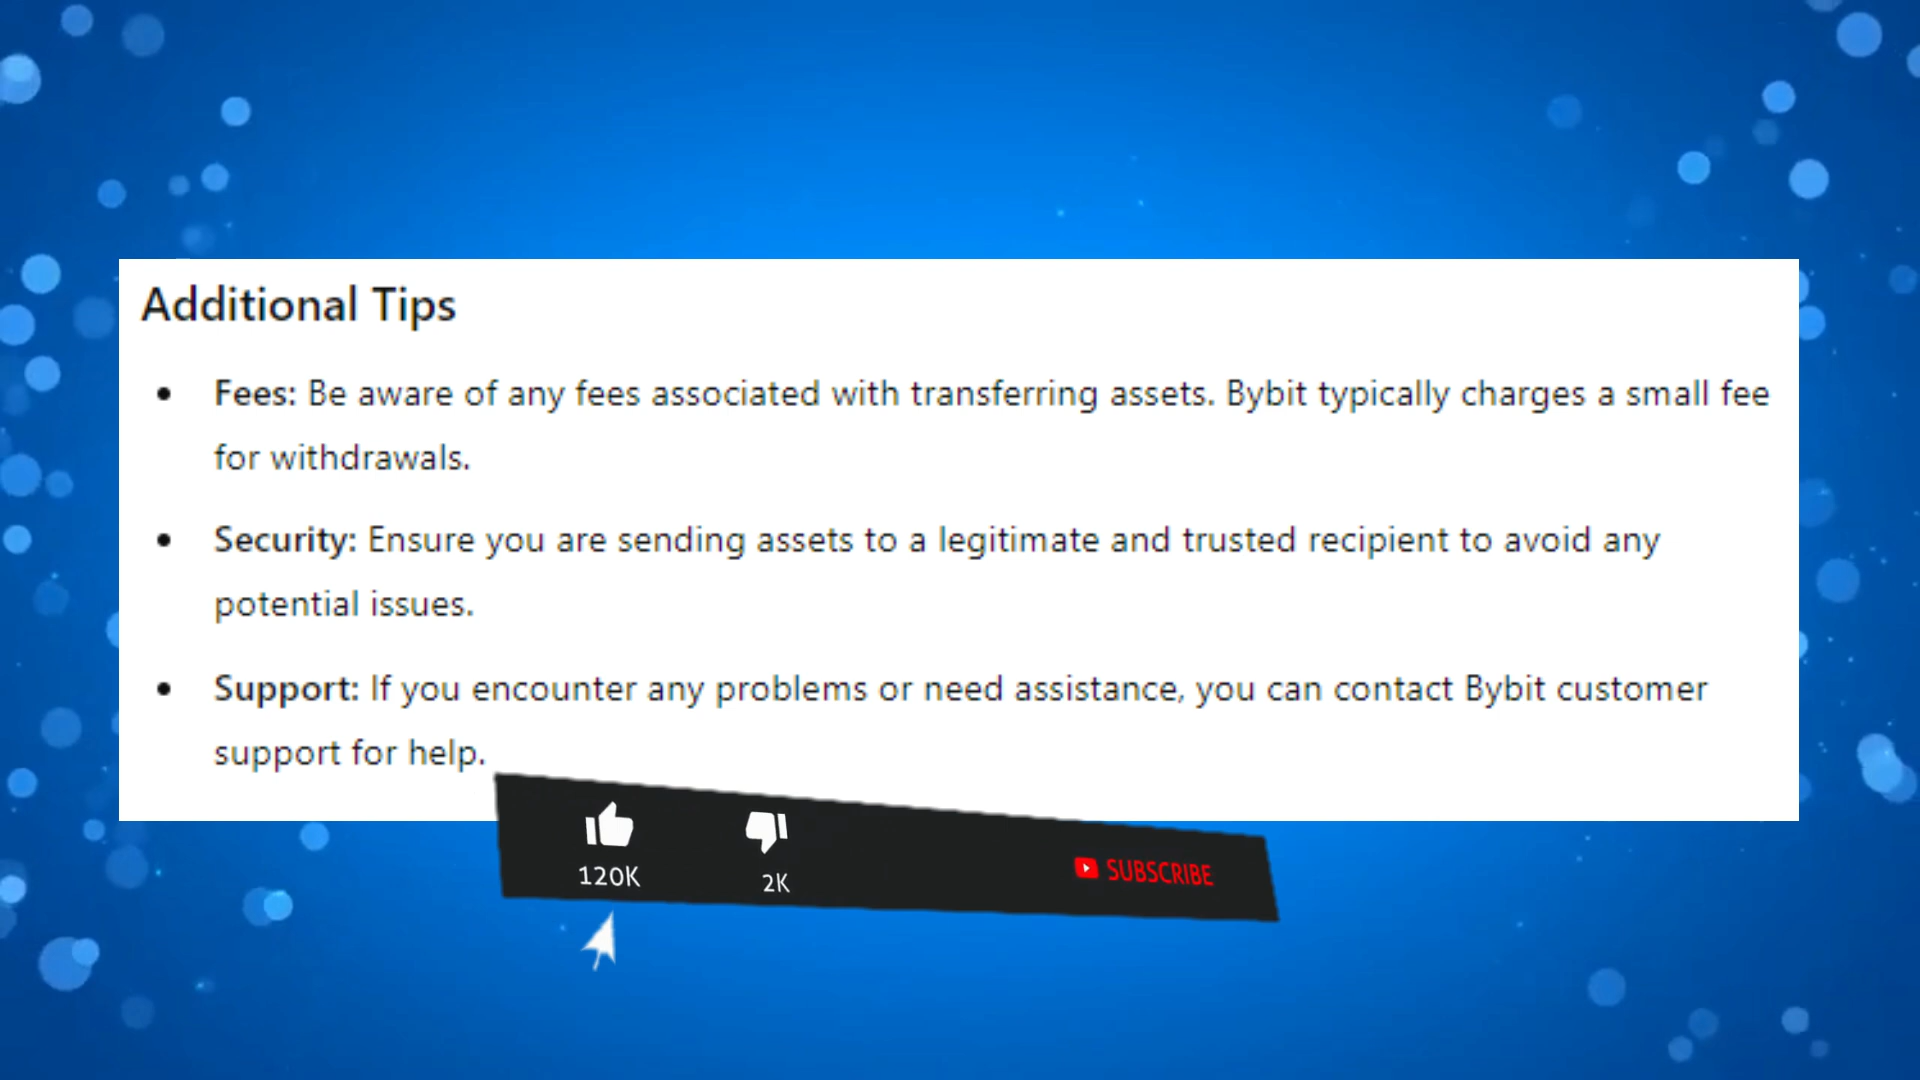 Additional Tips
Fees: Be aware of any fees associated with transferring assets. Bybit typically charges a small fee
for withdrawals.
Security: Ensure you are sending assets to a legitimate and trusted recipient to avoid any
potential issues.
Support: If you encounter any problems or need assistance, you can contact Bybit customer
support for help.
120K 2K SUBSCRIBE